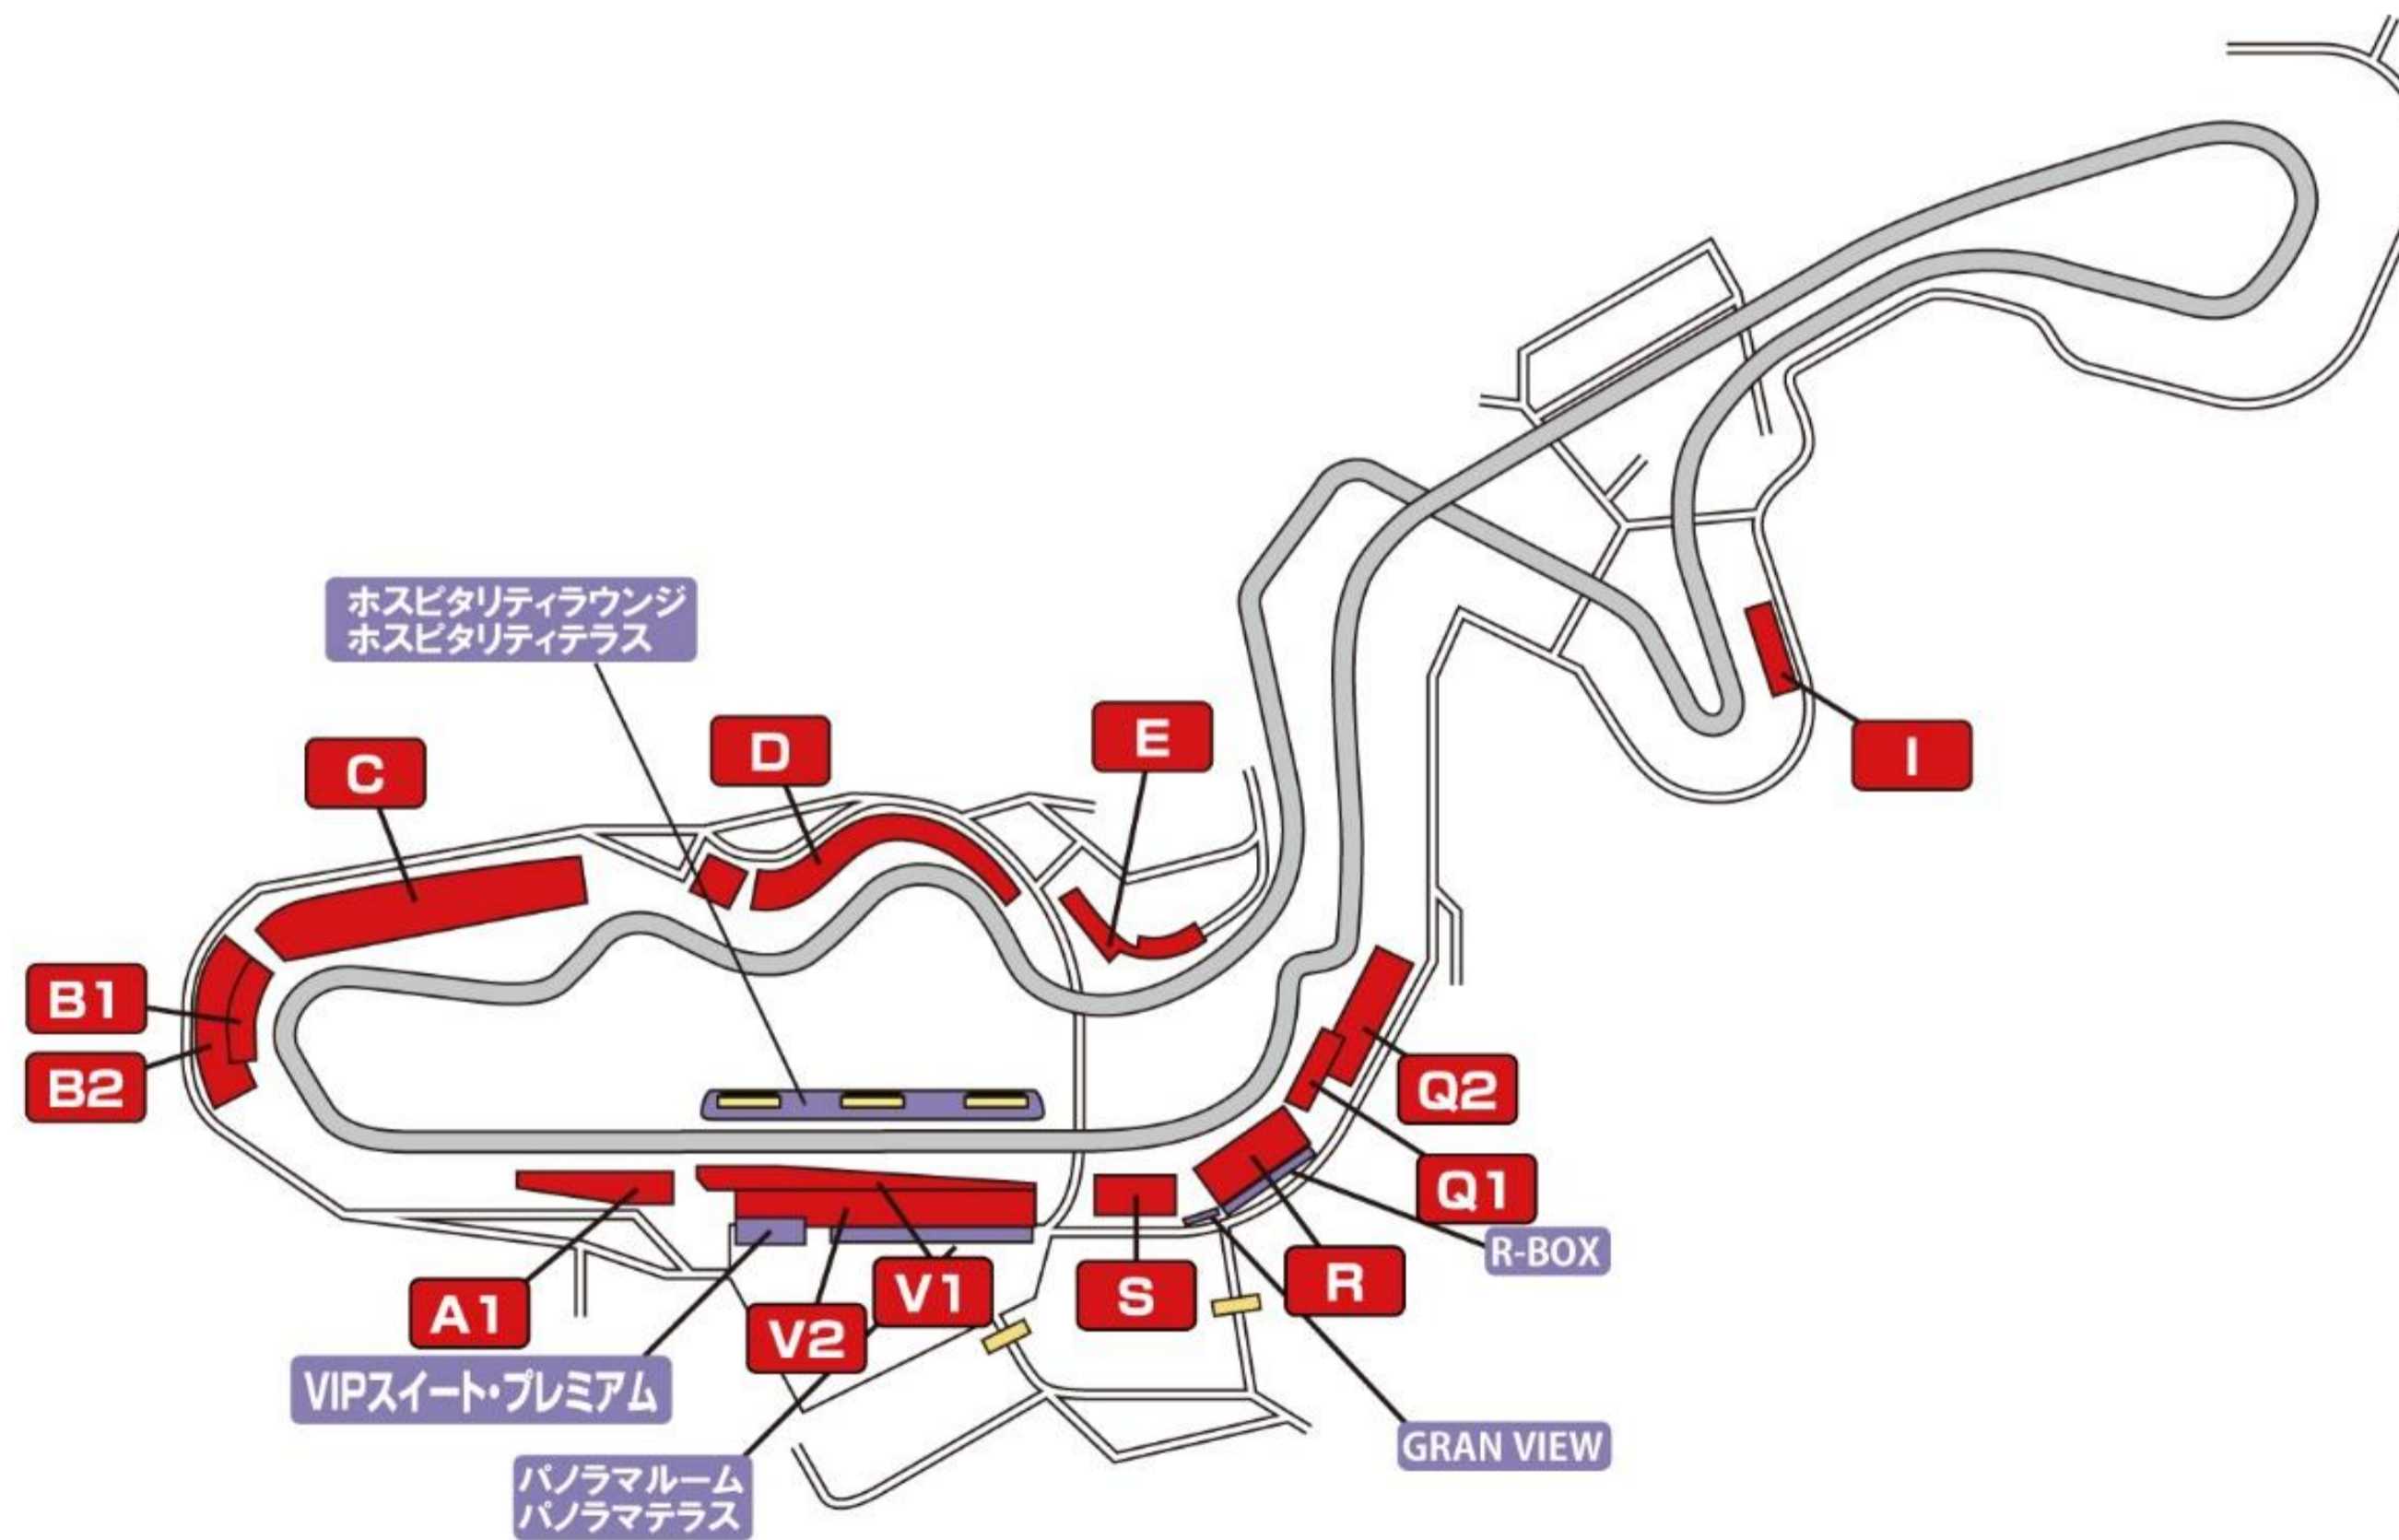 ホスピタリティラウンジ
ホスピタリティテラス
C
D
E
I
B1
B2
Q2
Q1
R-BOX
R
S
V1
V2
A1
VIPスイート・プレミアム
GRAN VIEW
パノラマルーム
パノラマテラス